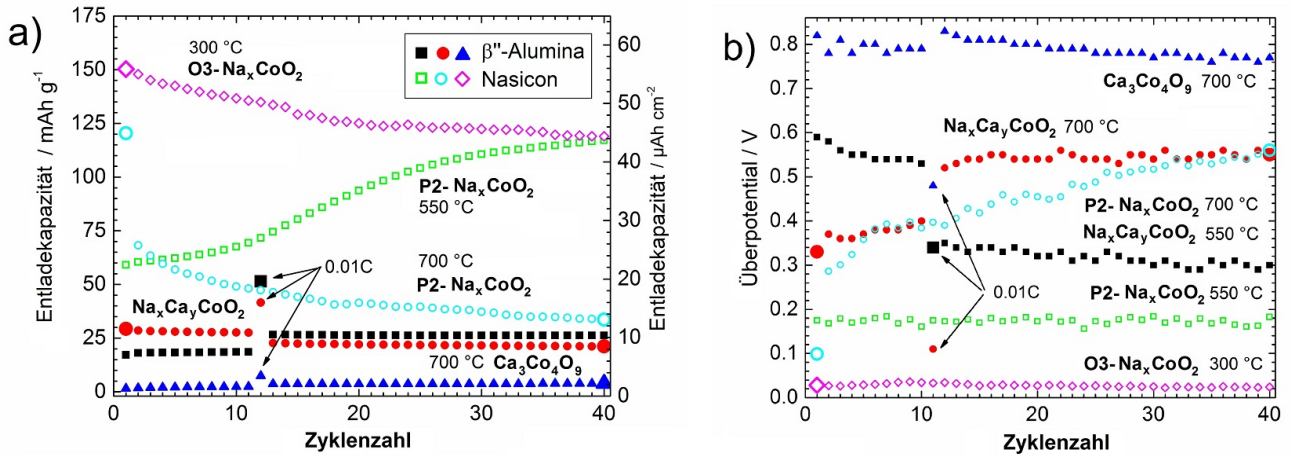 a)
175
150
125
100
75
50
25
0
Entladekapazität / mAh g⁻¹
300 °C
O3-NaₓCoO₂
β''-Alumina
Nasicon
P2-NaₓCoO₂
550 °C
0.01C
700 °C
P2-NaₓCoO₂
NaₓCaᵧCoO₂
700 °C Ca₃Co₄O₉
60
50
40
30
20
10
0
Entladekapazität / µAh cm⁻²
0 10 20 30 40
Zyklenzahl
b)
0.8
0.7
0.6
0.5
0.4
0.3
0.2
0.1
0.0
Überpotential / V
Ca₃Co₄O₉ 700 °C
NaₓCaᵧCoO₂ 700 °C
P2-NaₓCoO₂ 700 °C
NaₓCaᵧCoO₂ 550 °C
0.01C
P2-NaₓCoO₂ 550 °C
O3-NaₓCoO₂ 300 °C
0 10 20 30 40
Zyklenzahl